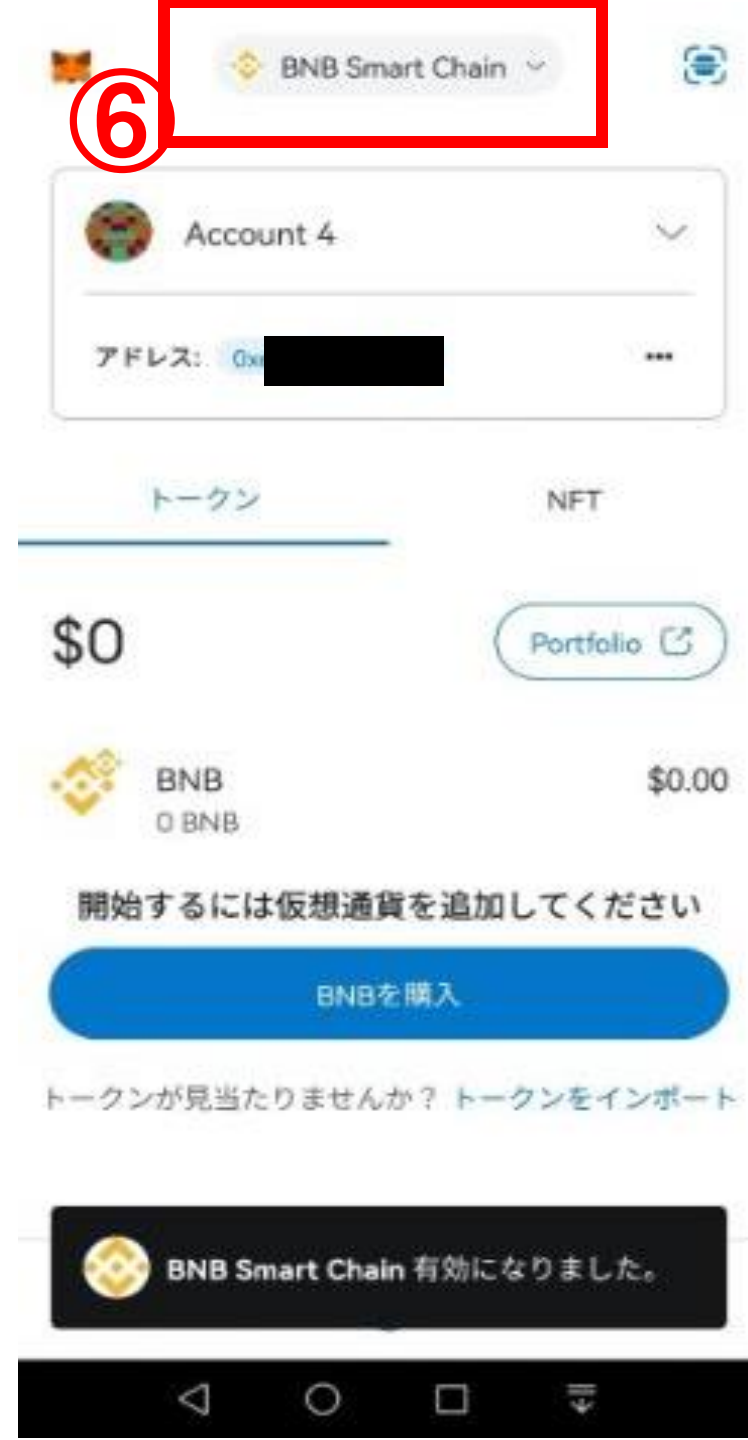 BNB Smart Chain
⑥
Account 4
アドレス:
トークン
NFT
$0
Portfolio
BNB
$0.00
0 BNB
開始するには仮想通貨を追加してください
BNBを購入
トークンが見当たりませんか？ トークンをインポート
BNB Smart Chain 有効になりました。